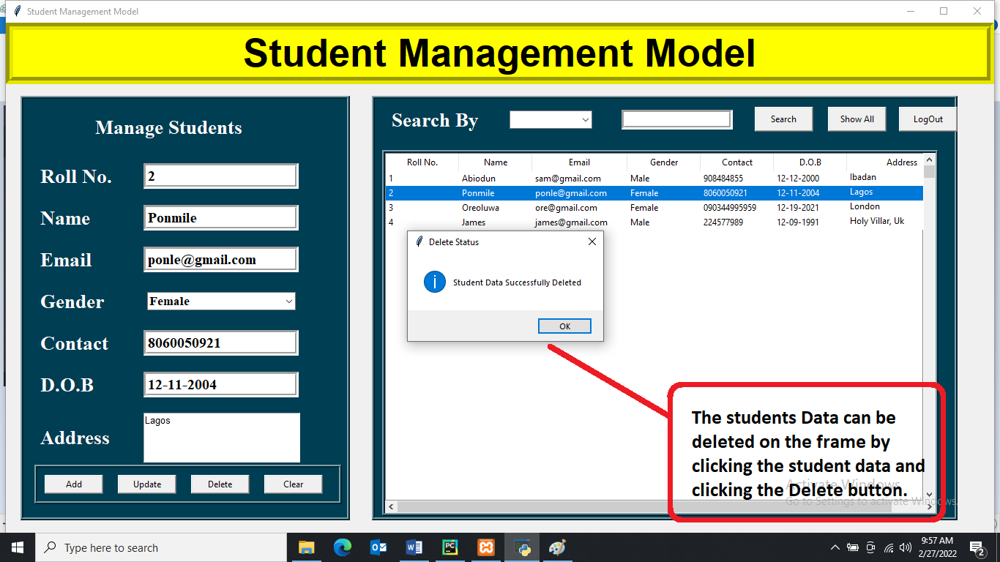 Student Management Model
Student Management Model
Manage Students
Roll No. 2
Name Ponmile
Email ponle@gmail.com
Gender Female
Contact 8060050921
D.O.B 12-11-2004
Address Lagos
Add Update Delete Clear
Search By Search Show All LogOut
Roll No. Name Email Gender Contact D.O.B Address
1 Abiodun sam@gmail.com Male 908484855 12-12-2000 Ibadan
2 Ponmile ponle@gmail.com Female 8060050921 12-11-2004 Lagos
3 Oreoluwa ore@gmail.com Female 090344995959 12-19-2021 London
4 James james@gmail.com Male 224577989 12-09-1991 Holy Villar, Uk
Delete Status
Student Data Successfully Deleted
OK
The students Data can be
deleted on the frame by
clicking the student data and
clicking the Delete button.
Activate Windows
Go to Settings to activate Windows.
Type here to search
9:57 AM
2/27/2022
2